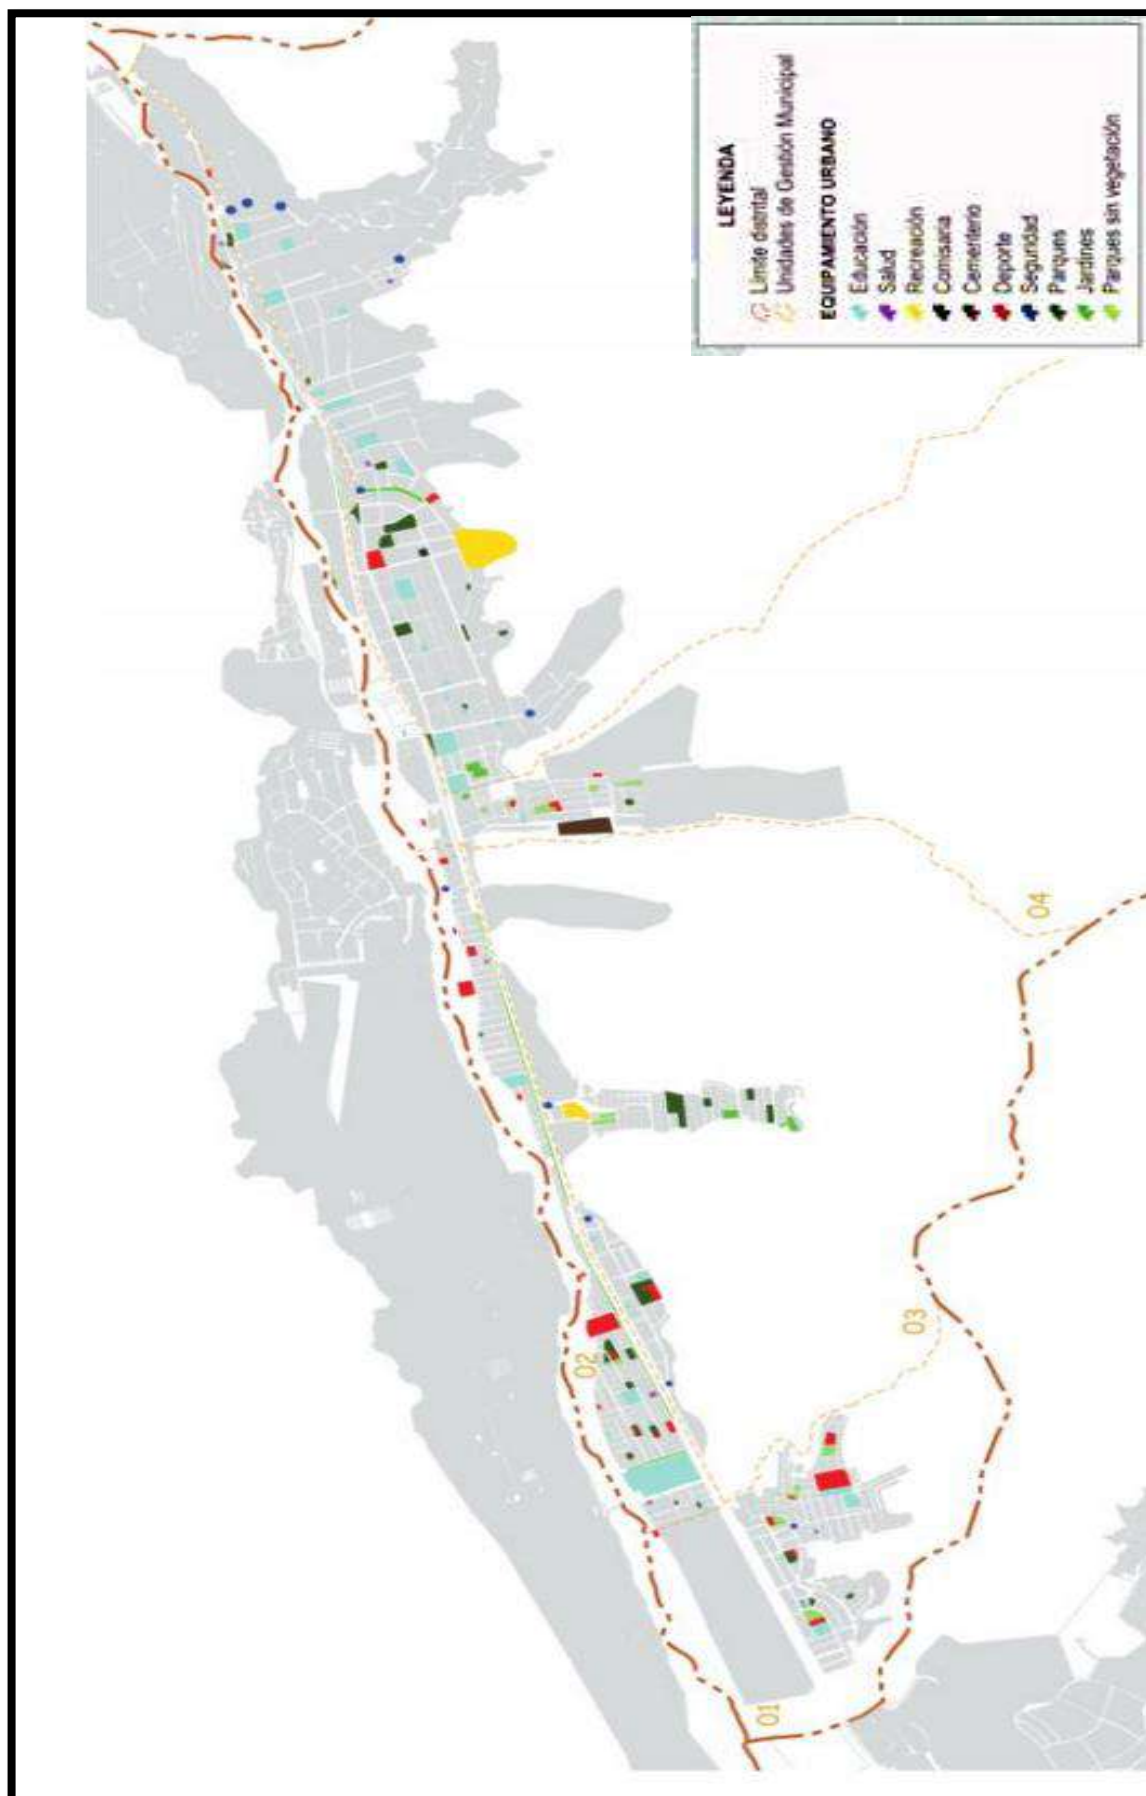 LEYENDA
Límite distrital
Unidades de Gestión Municipal
EQUIPAMIENTO URBANO
Educación
Salud
Recreación
Comisaria
Cementerio
Deporte
Seguridad
Parques
Jardines
Parques sin vegetación
04
03
02
01